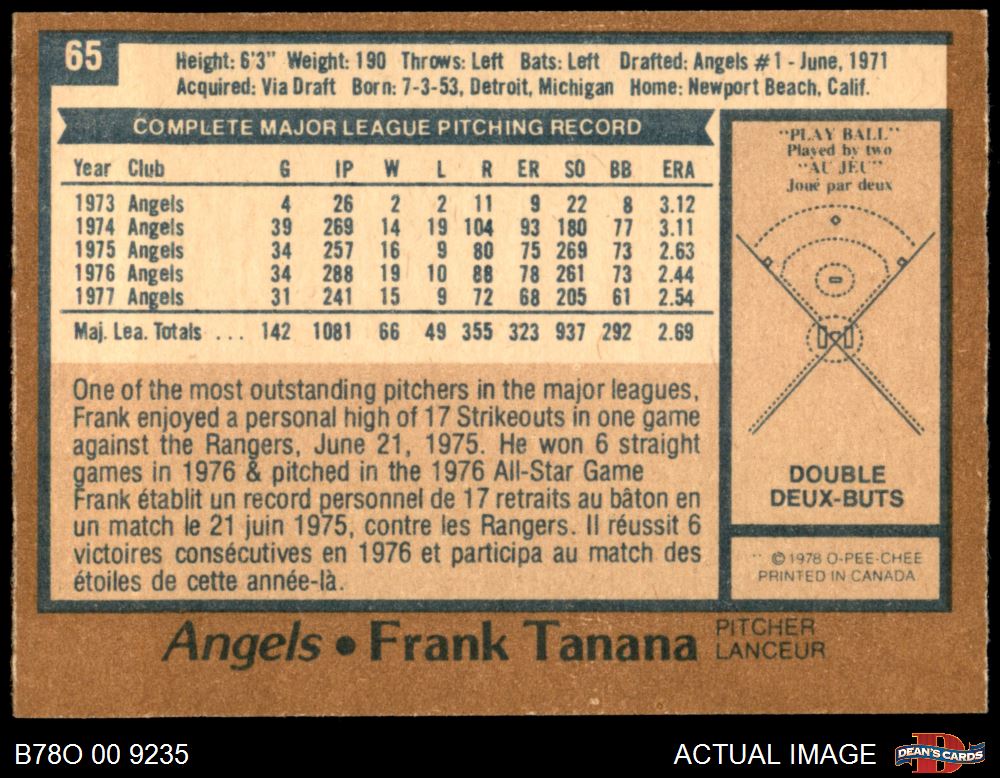 65
Height: 6'3" Weight: 190 Throws: Left Bats: Left Drafted: Angels #1 - June, 1971
Acquired: Via Draft Born: 7-3-53, Detroit, Michigan Home: Newport Beach, Calif.
COMPLETE MAJOR LEAGUE PITCHING RECORD
Year Club G IP W L R ER SO BB ERA
1973 Angels 4 26 2 2 11 9 22 8 3.12
1974 Angels 39 269 14 19 104 93 180 77 3.11
1975 Angels 34 257 16 9 80 75 269 73 2.63
1976 Angels 34 288 19 10 88 78 261 73 2.44
1977 Angels 31 241 15 9 72 68 205 61 2.54
Maj. Lea. Totals ... 142 1081 66 49 355 323 937 292 2.69
One of the most outstanding pitchers in the major leagues,
Frank enjoyed a personal high of 17 Strikeouts in one game
against the Rangers, June 21, 1975. He won 6 straight
games in 1976 & pitched in the 1976 All-Star Game
Frank établit un record personnel de 17 retraits au bâton en
un match le 21 juin 1975, contre les Rangers. Il réussit 6
victoires consécutives en 1976 et participa au match des
étoiles de cette année-là.
"PLAY BALL"
Played by two
"AU JEU"
Joué par deux
DOUBLE
DEUX-BUTS
©1978 O-PEE-CHEE
PRINTED IN CANADA
Angels • Frank Tanana
PITCHER
LANCEUR
B78O 00 9235
ACTUAL IMAGE
DEAN'S CARDS